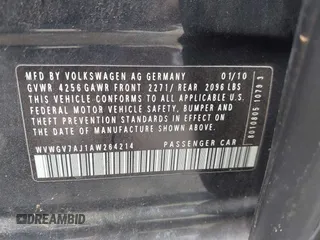 MFD BY VOLKSWAGEN AG GERMANY 01/10
GVWR 4256 GAWR FRONT 2271/ REAR 2096 LBS
THIS VEHICLE CONFORMS TO ALL APPLICABLE U.S.
FEDERAL MOTOR VEHICLE SAFETY, BUMPER AND
THEFT PREVENTION STANDARDS IN EFFECT ON
THE DATE OF MANUFACTURE SHOWN ABOVE
WVWGV7AJ1AW264214 PASSENGER CAR
DREAMBID